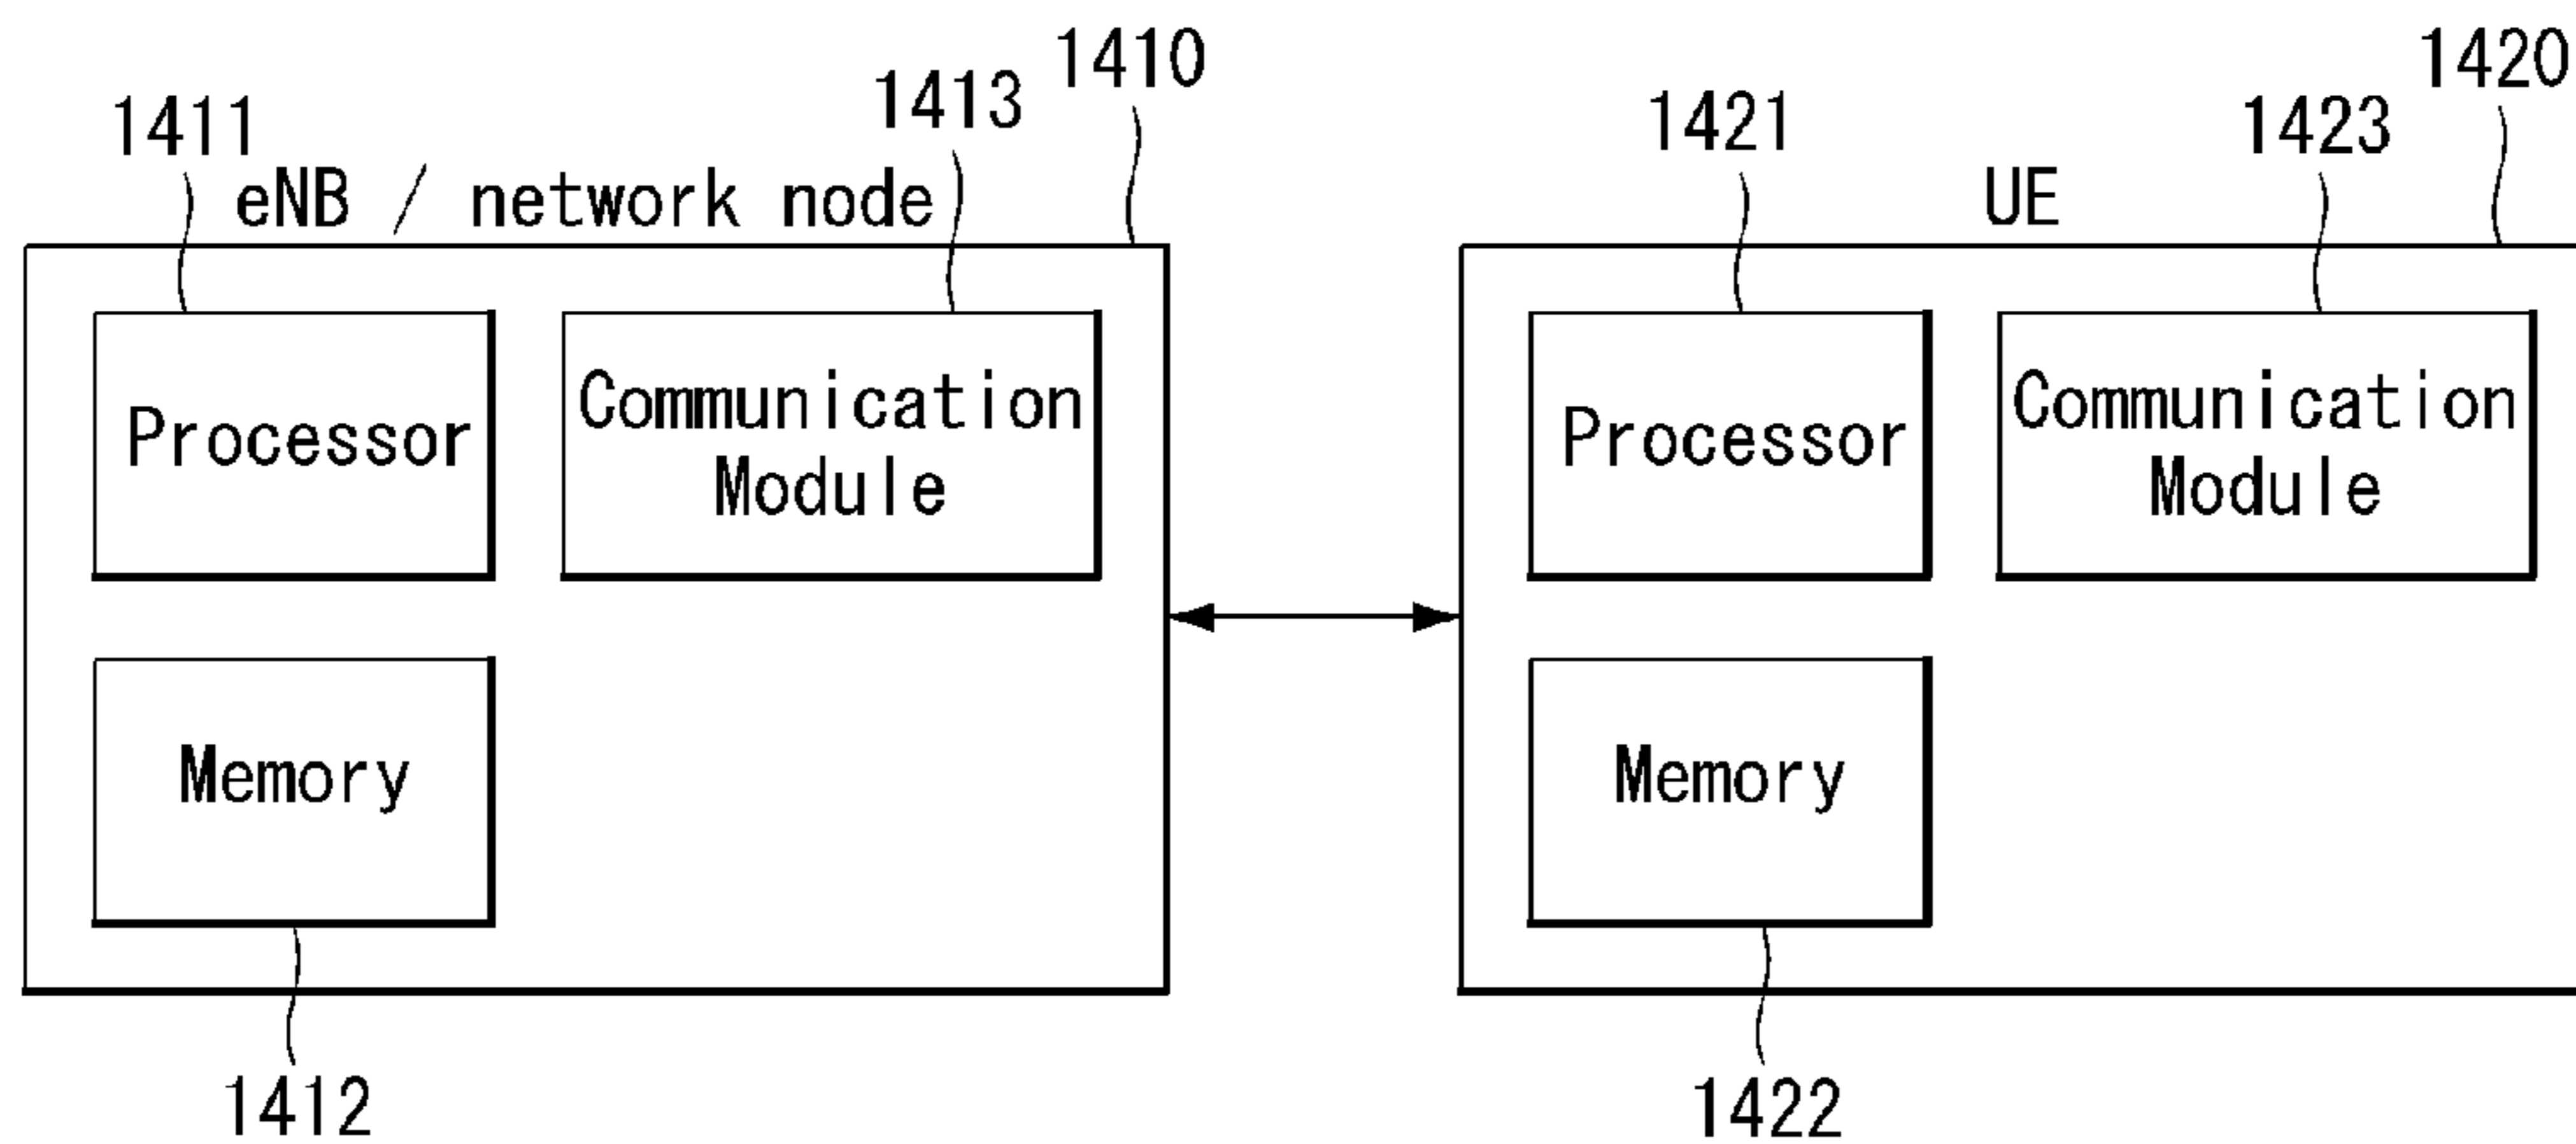 1410
1420
1413
1411
1421
1423
eNB / network node
UE
Processor
Communication
Module
Processor
Communication
Module
Memory
Memory
1412
1422